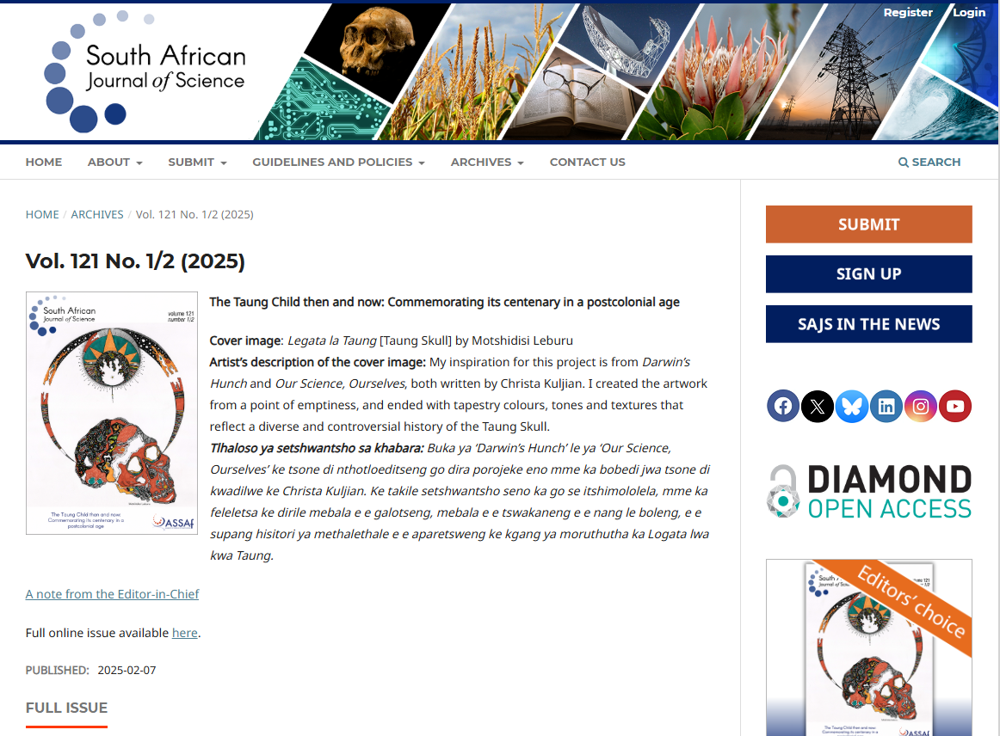 Register Login
South African
Journal of Science
HOME ABOUT SUBMIT GUIDELINES AND POLICIES ARCHIVES CONTACT US SEARCH
HOME / ARCHIVES / Vol. 121 No. 1/2 (2025)
Vol. 121 No. 1/2 (2025)
South African
Journal of Science
volume 121
number 1/2
The Taung Child then and now:
Commemorating its centenary in a
postcolonial age
ASSAf
The Taung Child then and now: Commemorating its centenary in a postcolonial age
Cover image: Legata la Taung [Taung Skull] by Motshidisi Leburu
Artist's description of the cover image: My inspiration for this project is from Darwin's
Hunch and Our Science, Ourselves, both written by Christa Kuljian. I created the artwork
from a point of emptiness, and ended with tapestry colours, tones and textures that
reflect a diverse and controversial history of the Taung Skull.
Tlhaloso ya setshwantsho sa khabara: Buka ya 'Darwin's Hunch' le ya 'Our Science,
Ourselves' ke tsone di nthotloeditseng go dira porojeke eno mme ka bobedi jwa tsone di
kwadilwe ke Christa Kuljian. Ke takile setshwantsho seno ka go se itshimololela, mme ka
feleletsa ke dirile mebala e e galotseng, mebala e e tswakaneng e e nang le boleng, e e
supang hisitori ya methalethale e e aparetsweng ke kgang ya moruthutha ka Logata lwa
kwa Taung.
A note from the Editor-in-Chief
Full online issue available here.
PUBLISHED: 2025-02-07
FULL ISSUE
SUBMIT
SIGN UP
SAJS IN THE NEWS
DIAMOND
OPEN ACCESS
Editors' choice
The Taung Child then and now:
Commemorating its centenary in a
ASSAf